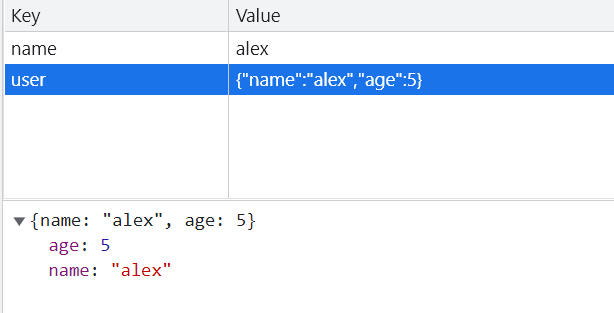 Key Value
name alex
user {"name":"alex","age":5}
▼{name: "alex", age: 5}
age: 5
name: "alex"